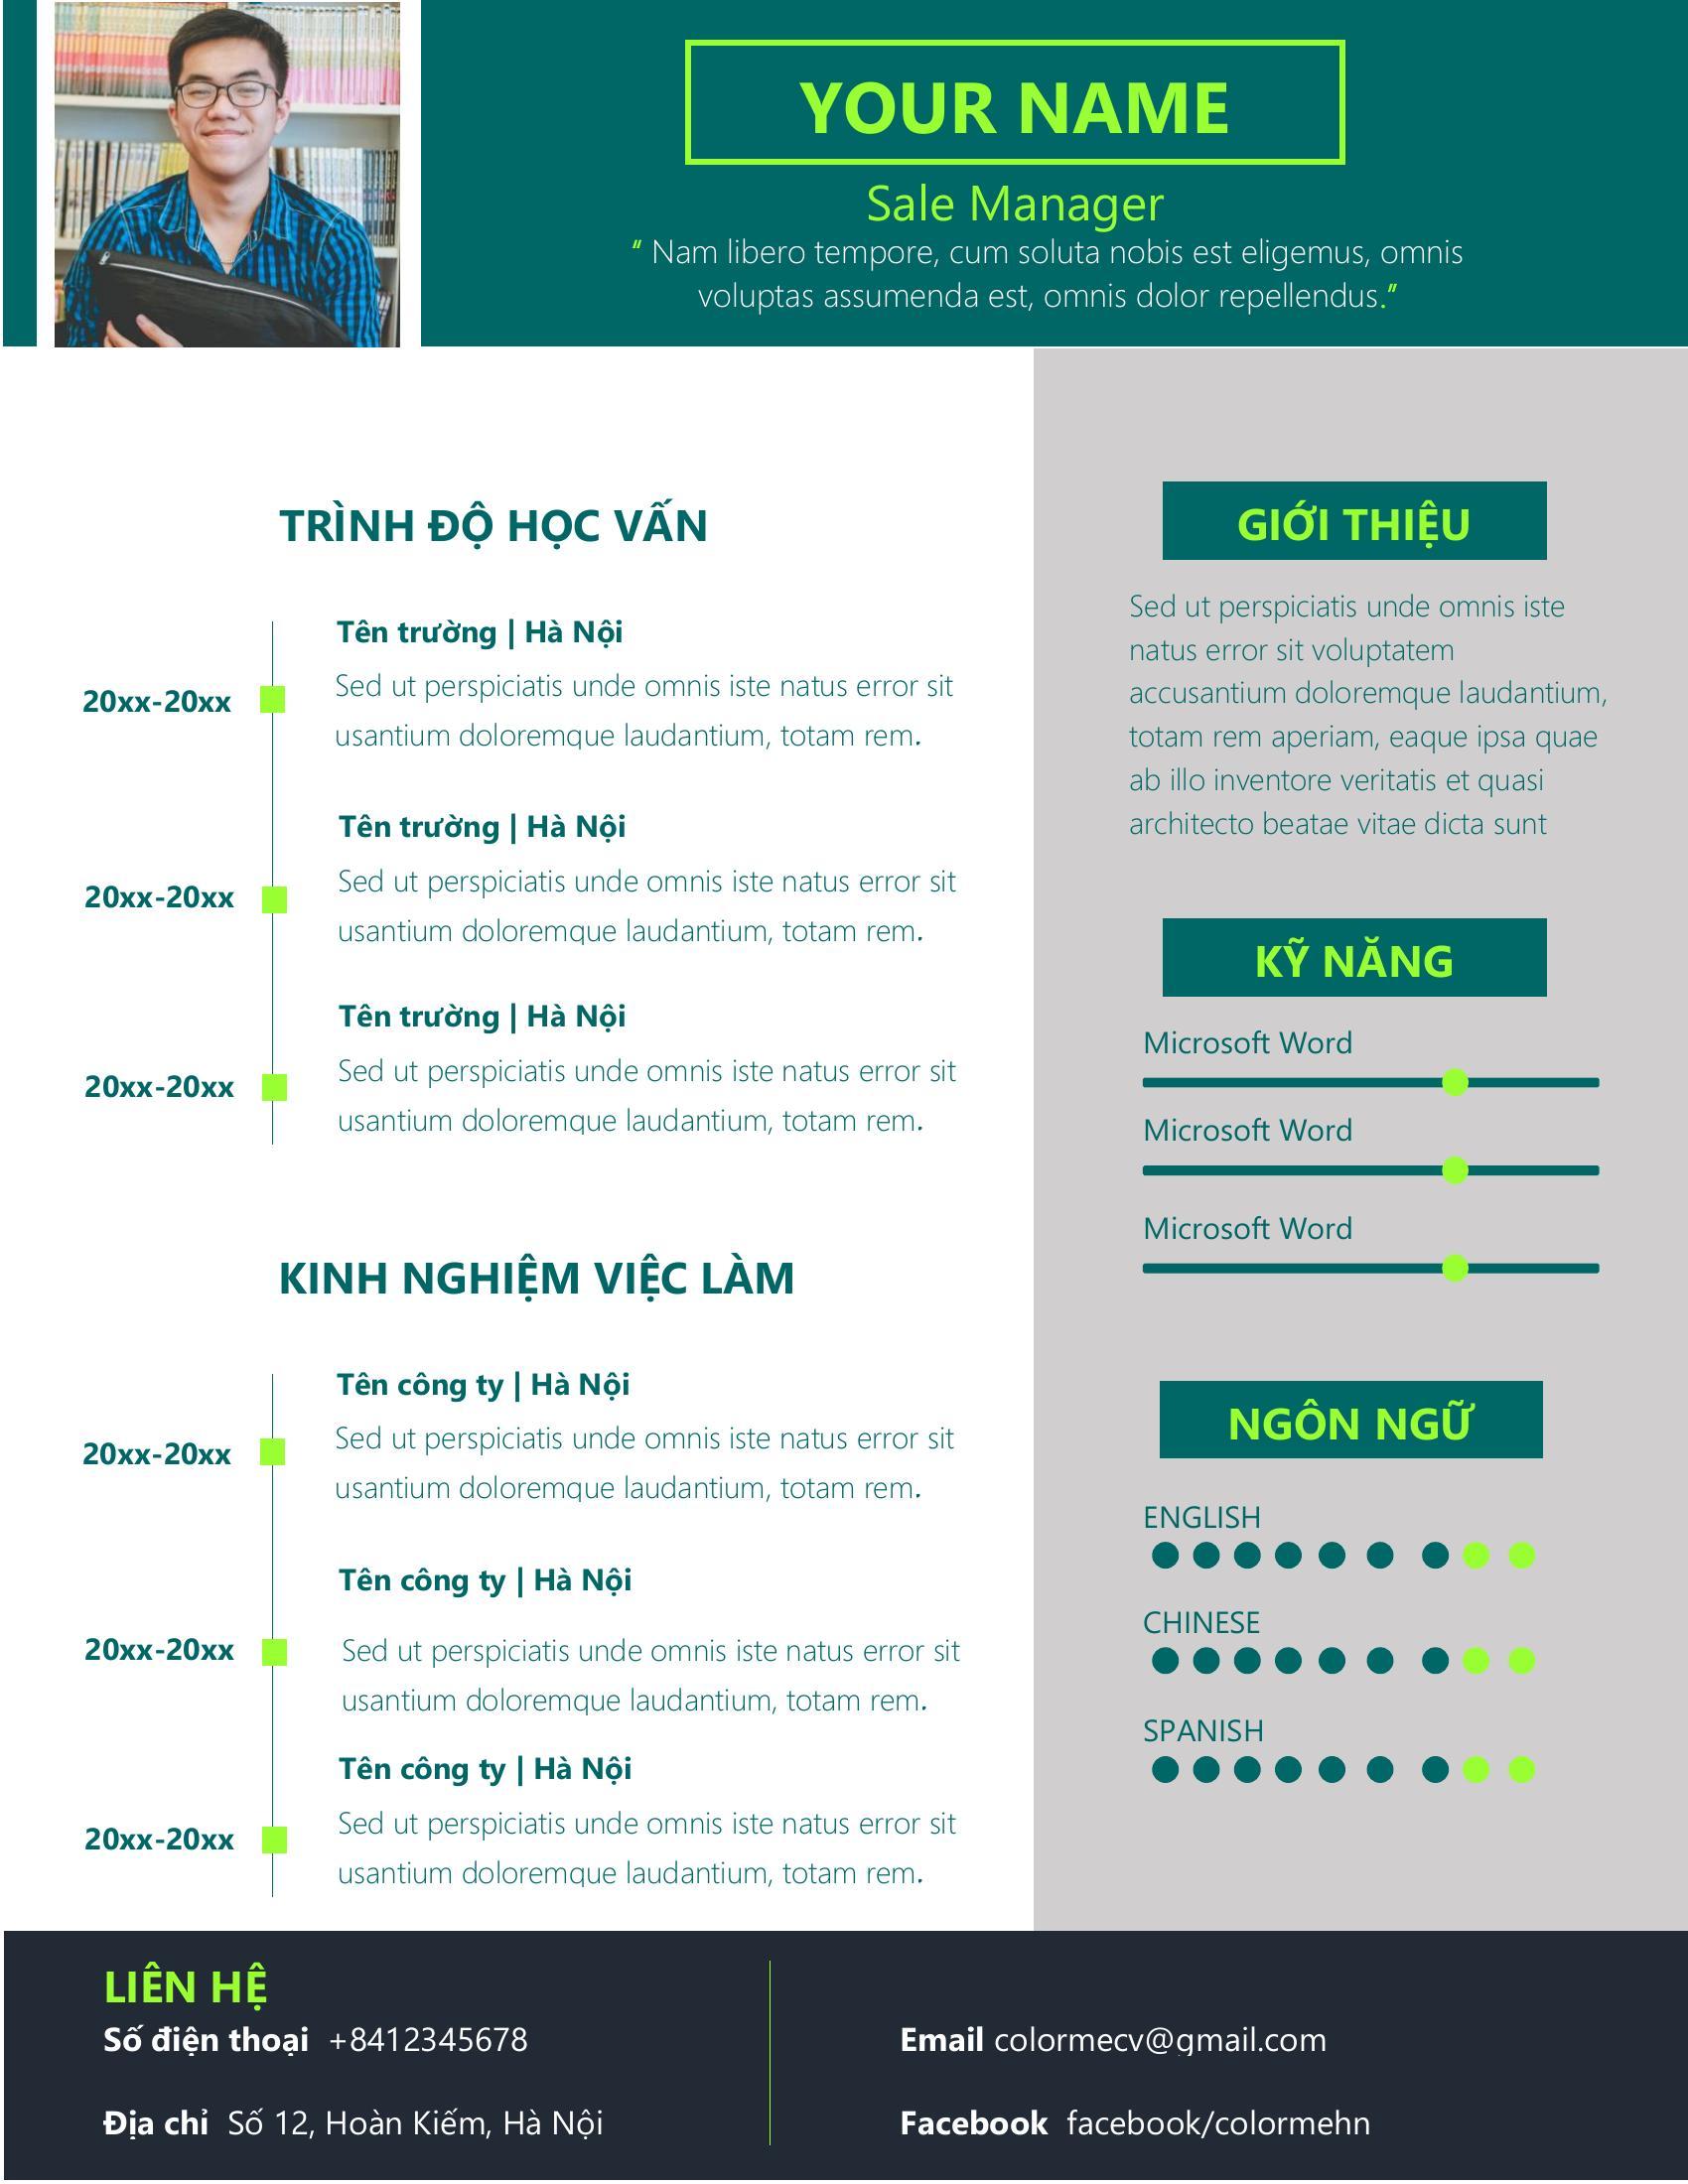 YOUR NAME
Sale Manager
“ Nam libero tempore, cum soluta nobis est eligemus, omnis
voluptas assumenda est, omnis dolor repellendus.”
TRÌNH ĐỘ HỌC VẤN
Tên trường | Hà Nội
20xx-20xx
Sed ut perspiciatis unde omnis iste natus error sit
usantium doloremque laudantium, totam rem.
Tên trường | Hà Nội
20xx-20xx
Sed ut perspiciatis unde omnis iste natus error sit
usantium doloremque laudantium, totam rem.
Tên trường | Hà Nội
20xx-20xx
Sed ut perspiciatis unde omnis iste natus error sit
usantium doloremque laudantium, totam rem.
KINH NGHIỆM VIỆC LÀM
Tên công ty | Hà Nội
20xx-20xx
Sed ut perspiciatis unde omnis iste natus error sit
usantium doloremque laudantium, totam rem.
Tên công ty | Hà Nội
20xx-20xx
Sed ut perspiciatis unde omnis iste natus error sit
usantium doloremque laudantium, totam rem.
Tên công ty | Hà Nội
20xx-20xx
Sed ut perspiciatis unde omnis iste natus error sit
usantium doloremque laudantium, totam rem.
GIỚI THIỆU
Sed ut perspiciatis unde omnis iste
natus error sit voluptatem
accusantium doloremque laudantium,
totam rem aperiam, eaque ipsa quae
ab illo inventore veritatis et quasi
architecto beatae vitae dicta sunt
KỸ NĂNG
Microsoft Word
Microsoft Word
Microsoft Word
NGÔN NGỮ
ENGLISH
CHINESE
SPANISH
LIÊN HỆ
Số điện thoại +8412345678
Địa chỉ Số 12, Hoàn Kiếm, Hà Nội
Email colormecv@gmail.com
Facebook facebook/colormehn